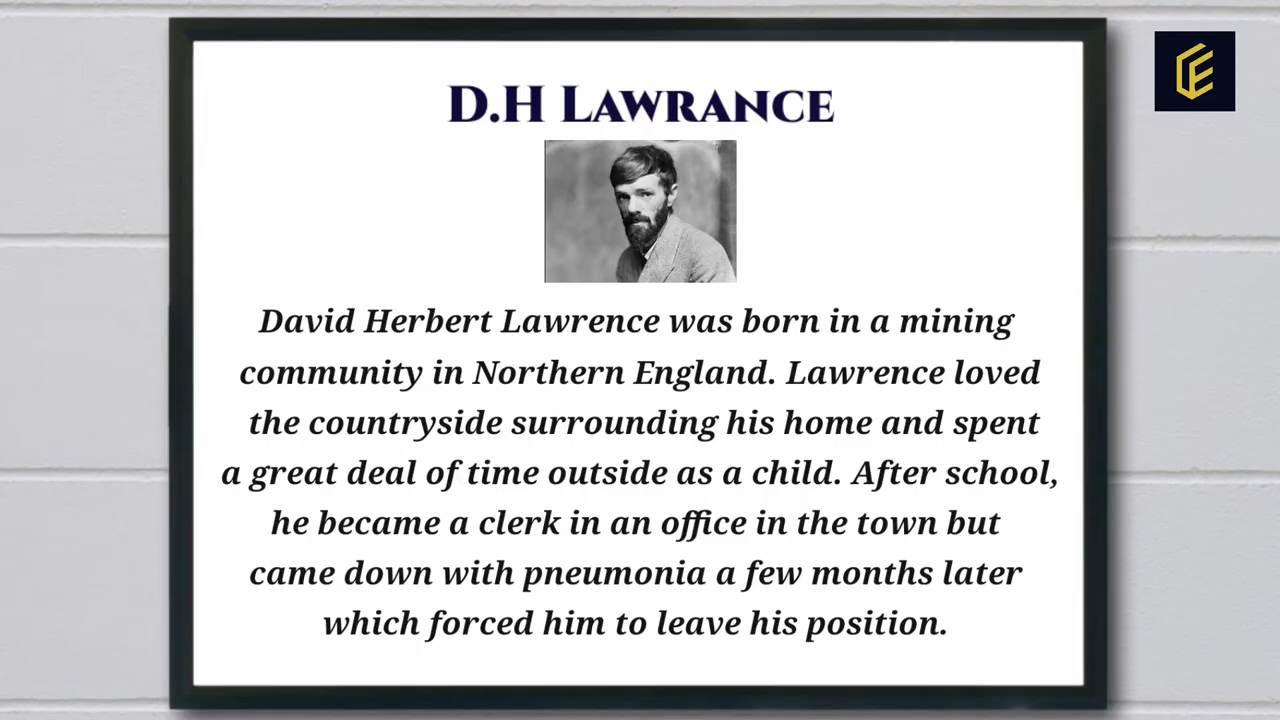 D.H Lawrance
David Herbert Lawrence was born in a mining
community in Northern England. Lawrence loved
the countryside surrounding his home and spent
a great deal of time outside as a child. After school,
he became a clerk in an office in the town but
came down with pneumonia a few months later
which forced him to leave his position.